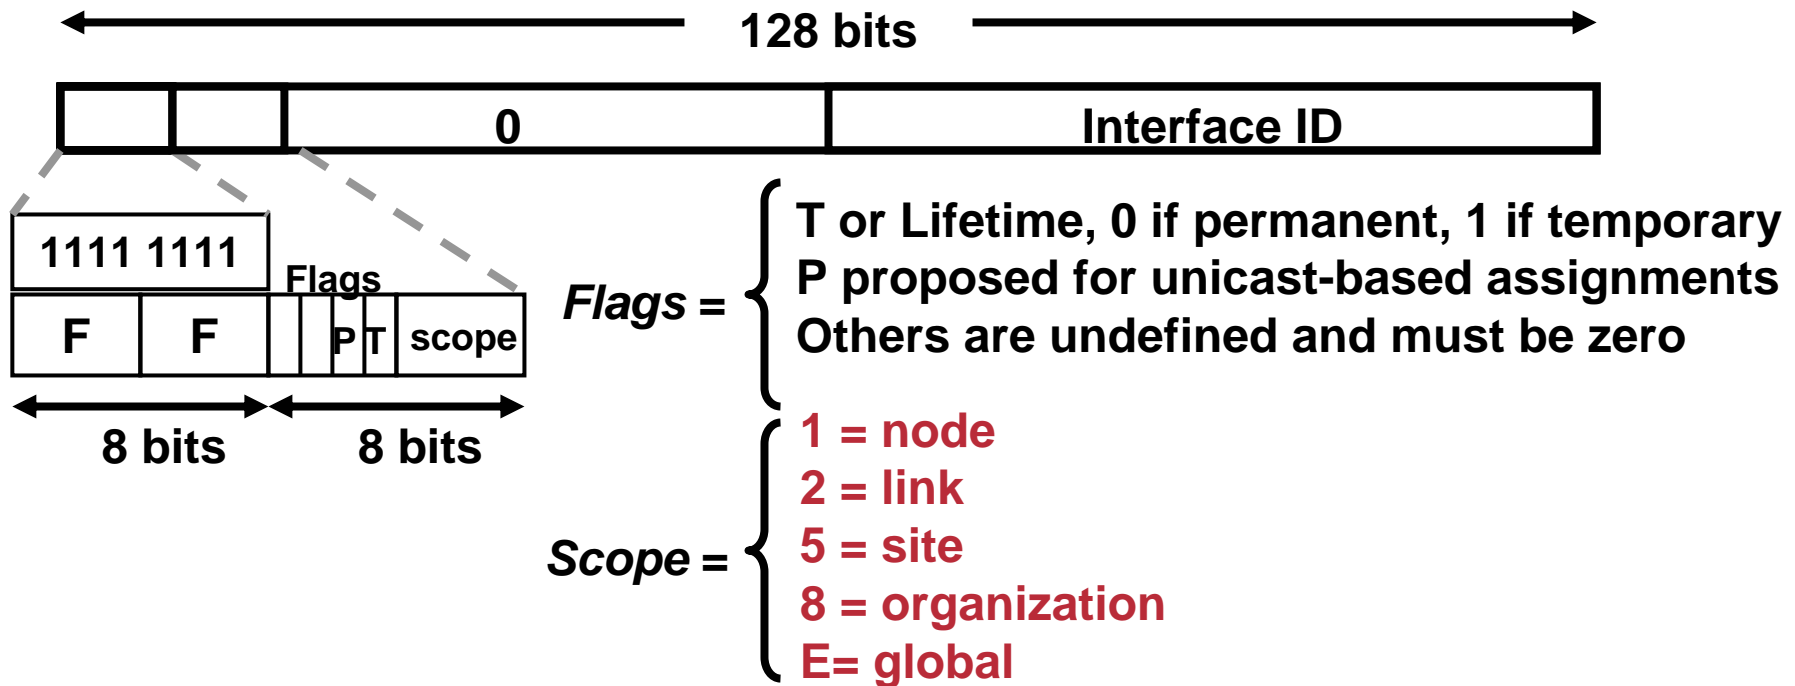 128 bits
0 Interface ID
1111 1111
Flags
F F P T scope
8 bits 8 bits
Flags =
T or Lifetime, 0 if permanent, 1 if temporary
P proposed for unicast-based assignments
Others are undefined and must be zero
Scope =
1 = node
2 = link
5 = site
8 = organization
E= global